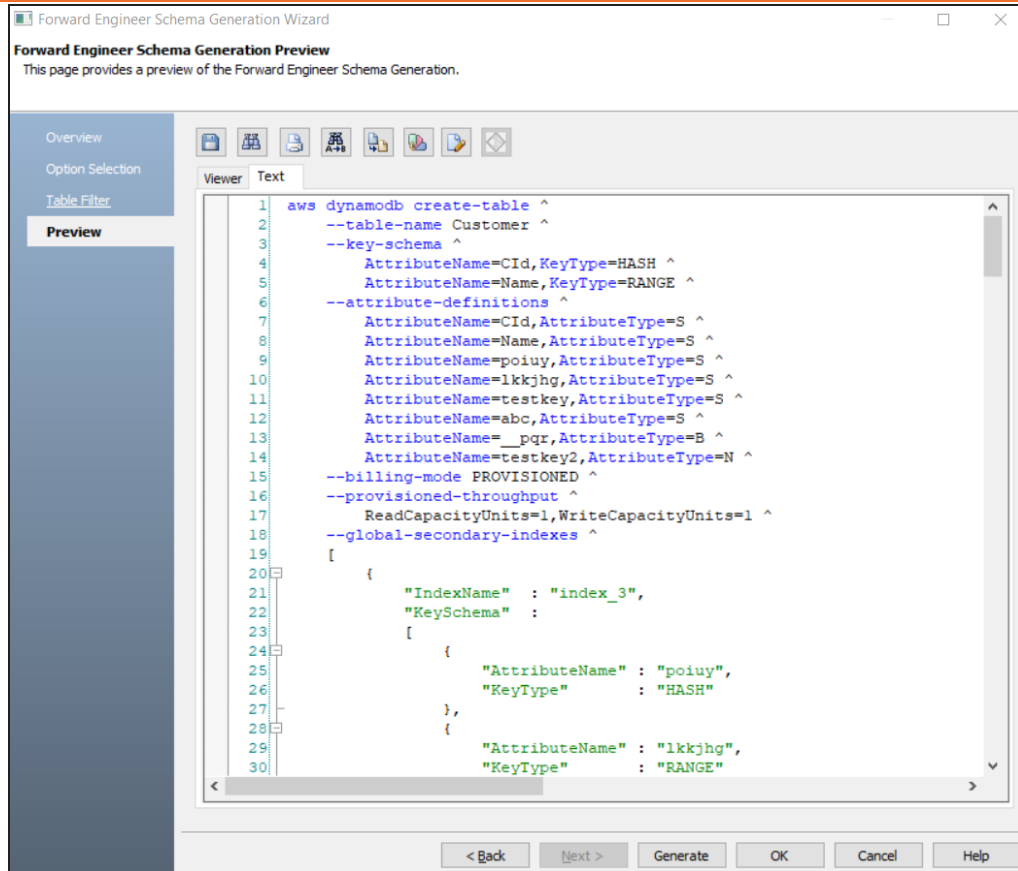 Forward Engineer Schema Generation Wizard
Forward Engineer Schema Generation Preview
This page provides a preview of the Forward Engineer Schema Generation.
Overview
Option Selection
Table Filter
Preview
A→B
Viewer Text
1 aws dynamodb create-table ^
2 --table-name Customer ^
3 --key-schema ^
4 AttributeName=CId,KeyType=HASH ^
5 AttributeName=Name,KeyType=RANGE ^
6 --attribute-definitions ^
7 AttributeName=CId,AttributeType=S ^
8 AttributeName=Name,AttributeType=S ^
9 AttributeName=poiuy,AttributeType=S ^
10 AttributeName=lkkjhg,AttributeType=S ^
11 AttributeName=testkey,AttributeType=S ^
12 AttributeName=abc,AttributeType=S ^
13 AttributeName=__pqr,AttributeType=B ^
14 AttributeName=testkey2,AttributeType=N ^
15 --billing-mode PROVISIONED ^
16 --provisioned-throughput ^
17 ReadCapacityUnits=1,WriteCapacityUnits=1 ^
18 --global-secondary-indexes ^
19 [
20 {
21 "IndexName" : "index_3",
22 "KeySchema" :
23 [
24 {
25 "AttributeName" : "poiuy",
26 "KeyType" : "HASH"
27 },
28 {
29 "AttributeName" : "lkkjhg",
30 "KeyType" : "RANGE"
< Back Next > Generate OK Cancel Help